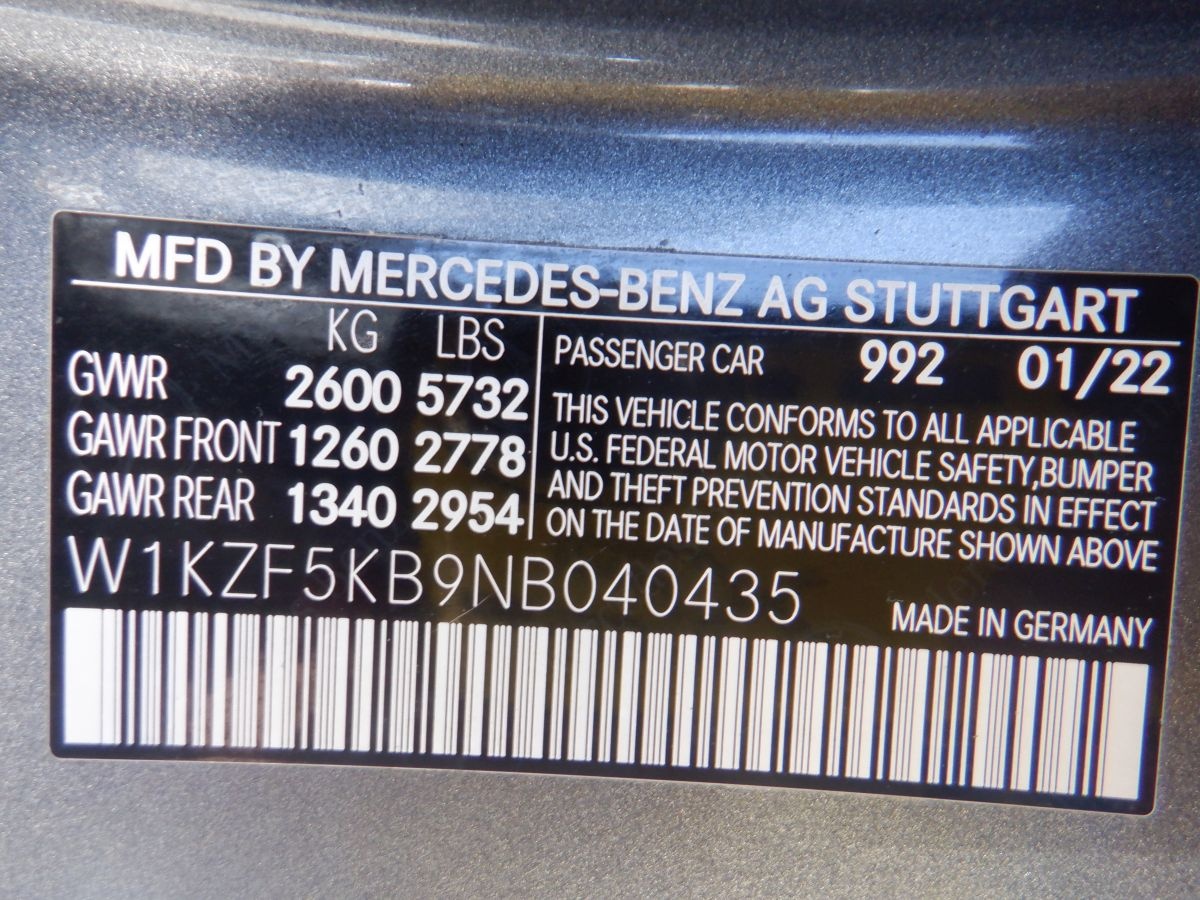 MFD BY MERCEDES-BENZ AG STUTTGART
KG LBS
GVWR 2600 5732
GAWR FRONT 1260 2778
GAWR REAR 1340 2954
PASSENGER CAR 992 01/22
THIS VEHICLE CONFORMS TO ALL APPLICABLE
U.S. FEDERAL MOTOR VEHICLE SAFETY,BUMPER
AND THEFT PREVENTION STANDARDS IN EFFECT
ON THE DATE OF MANUFACTURE SHOWN ABOVE
W1KZF5KB9NB040435
MADE IN GERMANY